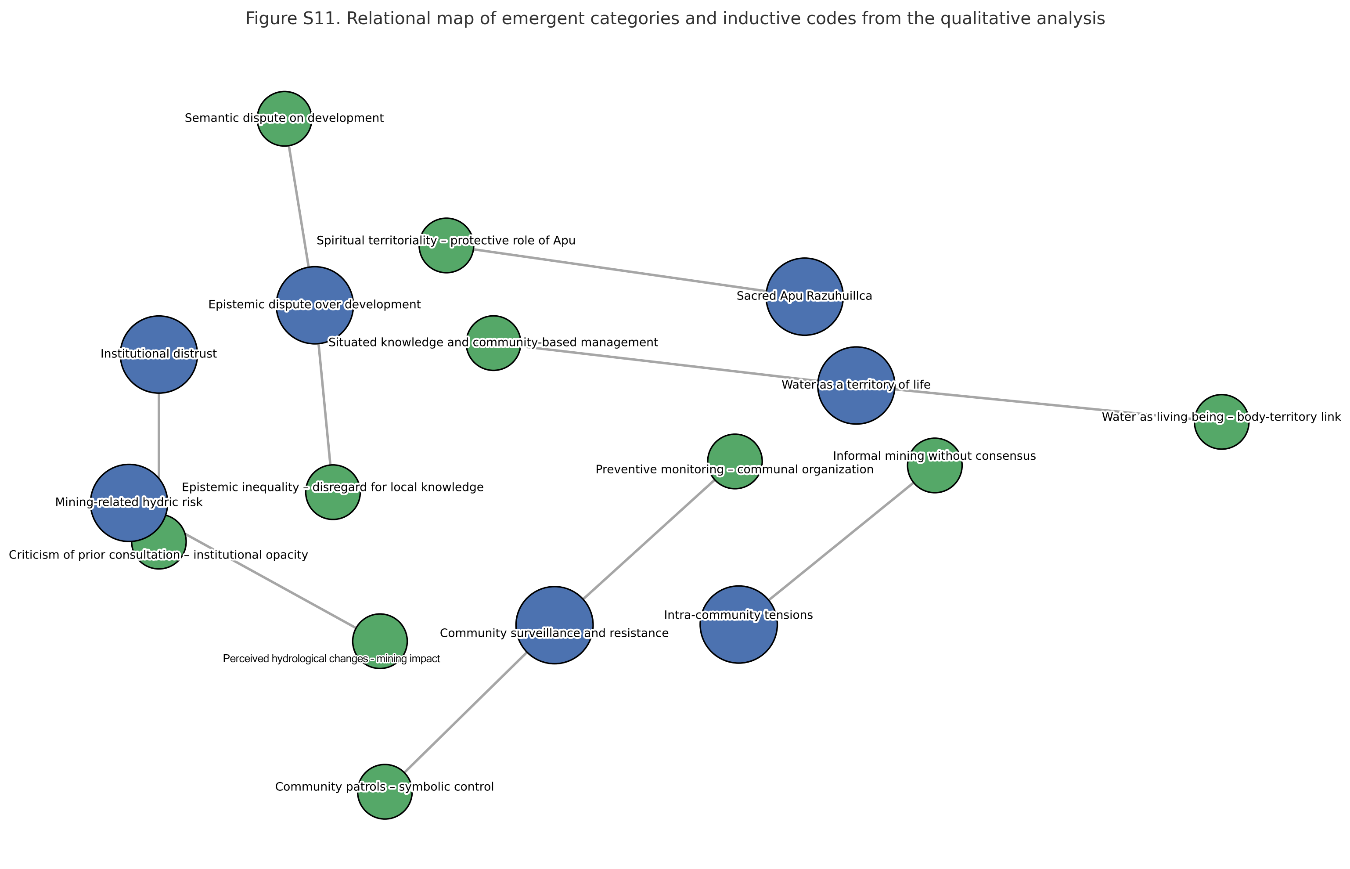 Figure S11. Relational map of emergent categories and inductive codes from the qualitative analysis
Semantic dispute on development
Spiritual territoriality – protective role of Apu
Sacred Apu Razuhuillca
Epistemic dispute over development
Situated knowledge and community-based management
Institutional distrust
Water as a territory of life
Water as living being – body-territory link
Informal mining without consensus
Preventive monitoring – communal organization
Epistemic inequality – disregard for local knowledge
Mining-related hydric risk
Criticism of prior consultation – institutional opacity
Intra-community tensions
Community surveillance and resistance
Perceived hydrological changes - mining impact
Community patrols – symbolic control